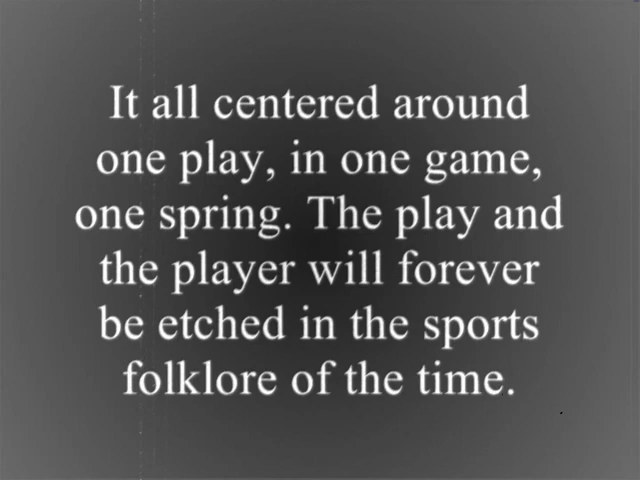 It all centered around
one play, in one game,
one spring. The play and
the player will forever
be etched in the sports
folklore of the time.